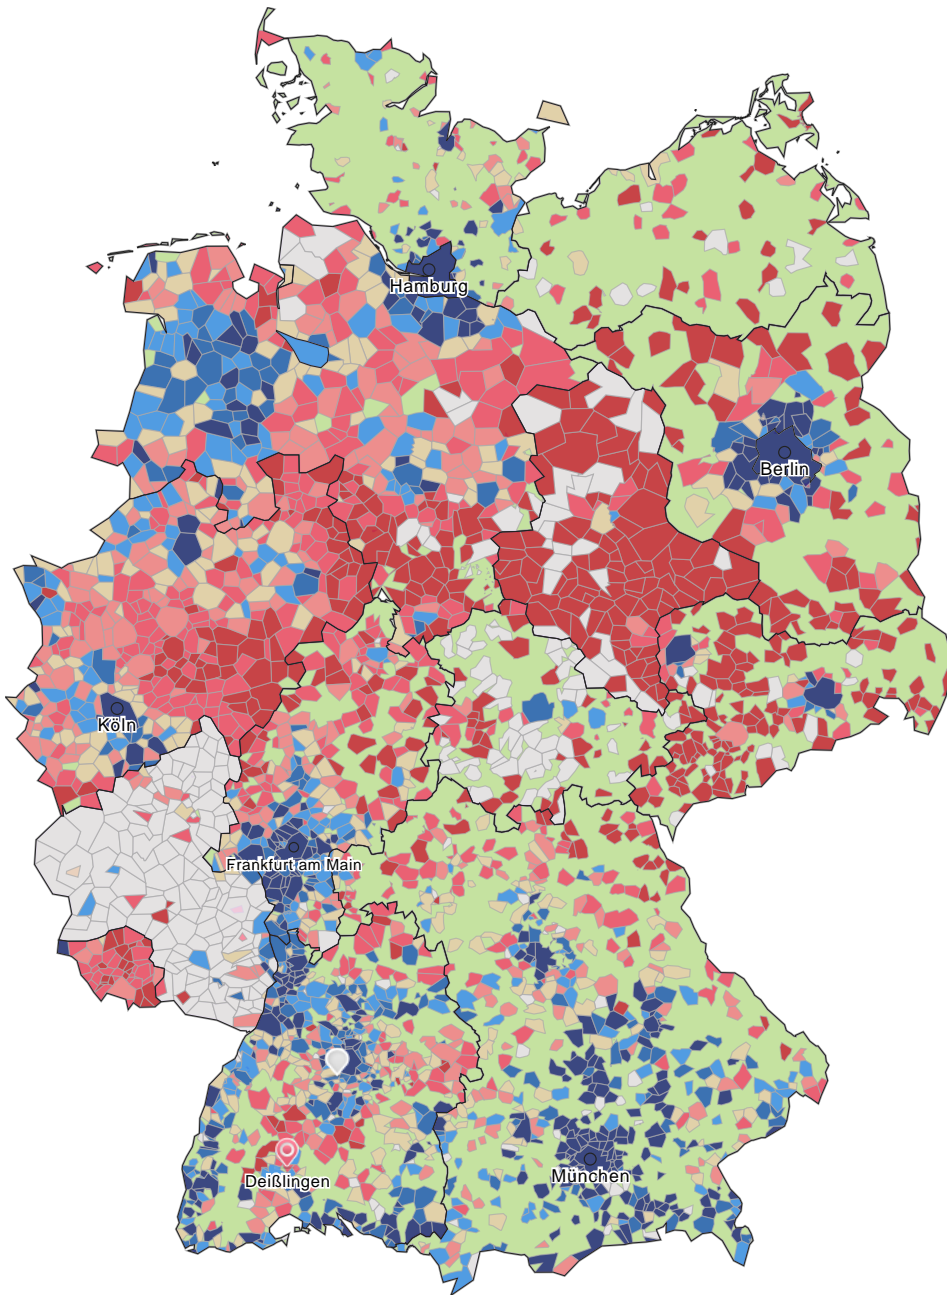 Hamburg
Berlin
Köln
Frankfurt am Main
Deißlingen
München